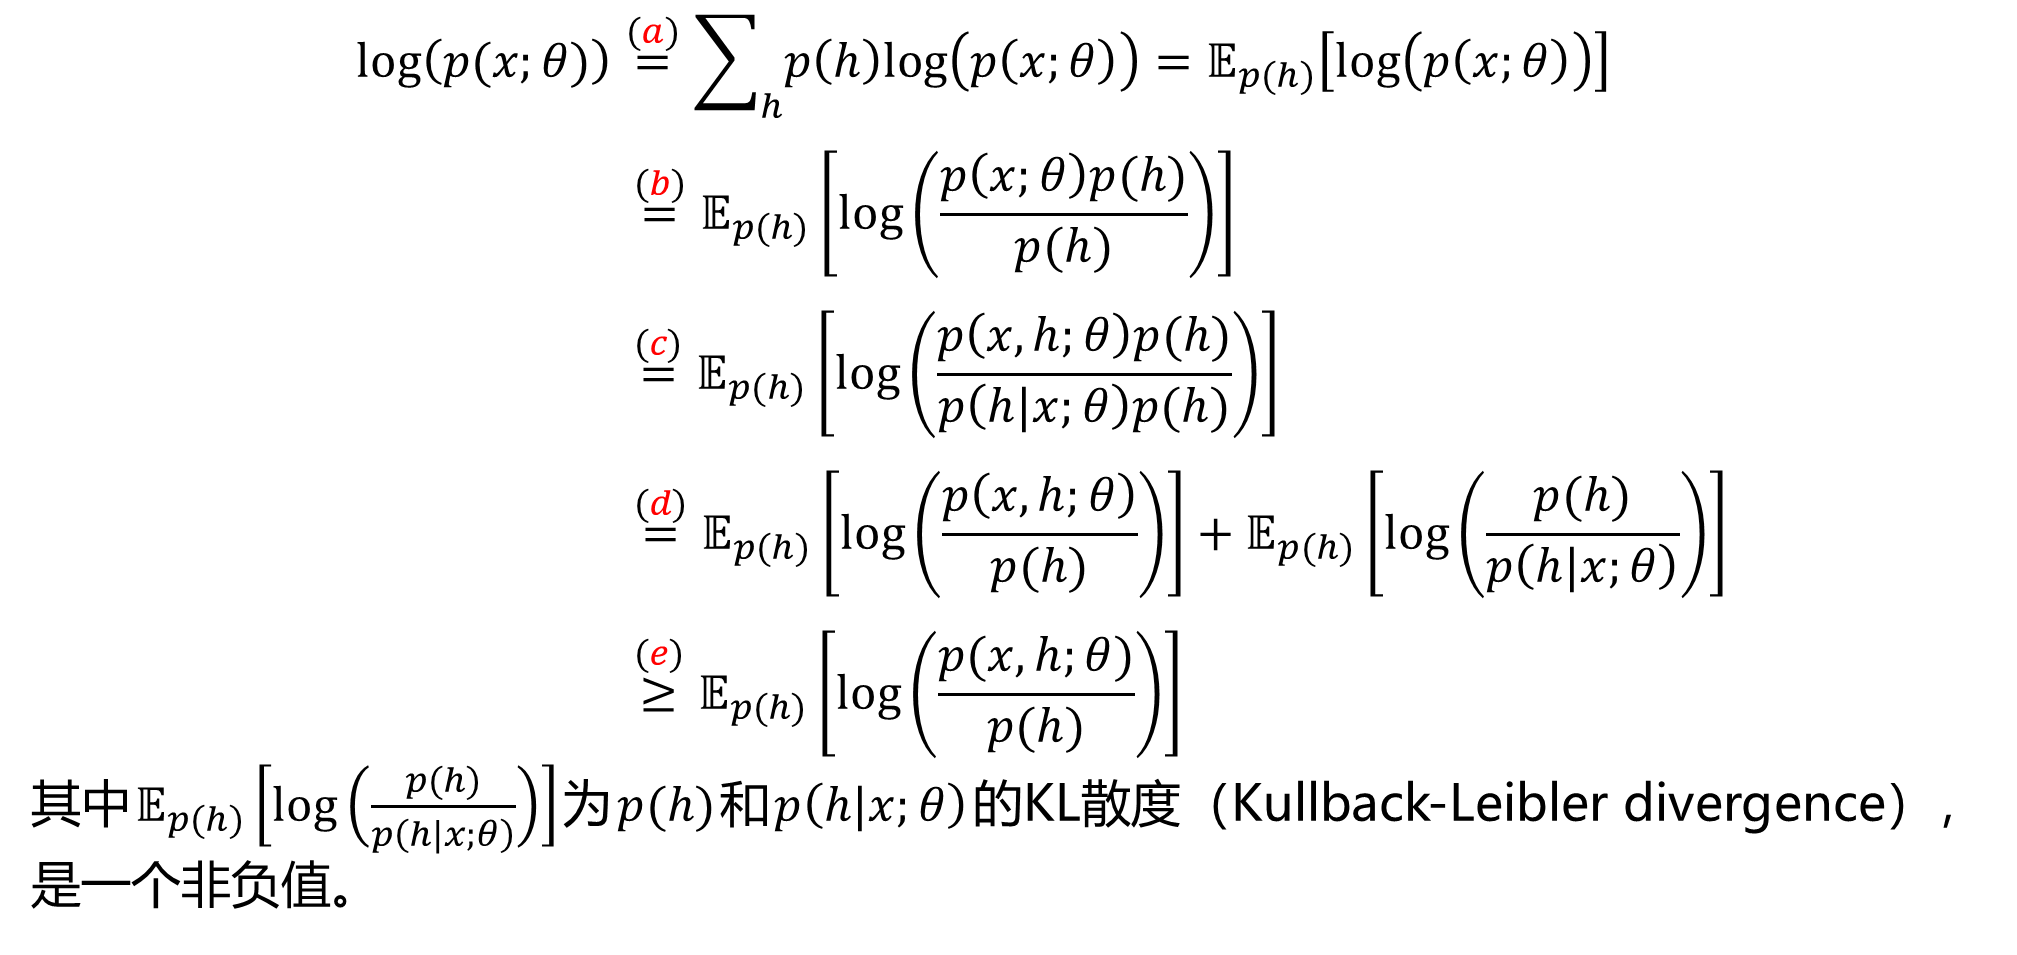 log(p(x; θ)) (a)= ∑_h p(h)log(p(x; θ)) = 𝔼_{p(h)}[log(p(x; θ))]
(b)= 𝔼_{p(h)}[log(p(x; θ)p(h) / p(h))]
(c)= 𝔼_{p(h)}[log(p(x, h; θ)p(h) / p(h|x; θ)p(h))]
(d)= 𝔼_{p(h)}[log(p(x, h; θ) / p(h))] + 𝔼_{p(h)}[log(p(h) / p(h|x; θ))]
(e)≥ 𝔼_{p(h)}[log(p(x, h; θ) / p(h))]
其中𝔼_{p(h)}[log(p(h) / p(h|x;θ))]为p(h)和p(h|x; θ)的KL散度（Kullback-Leibler divergence），
是一个非负值。